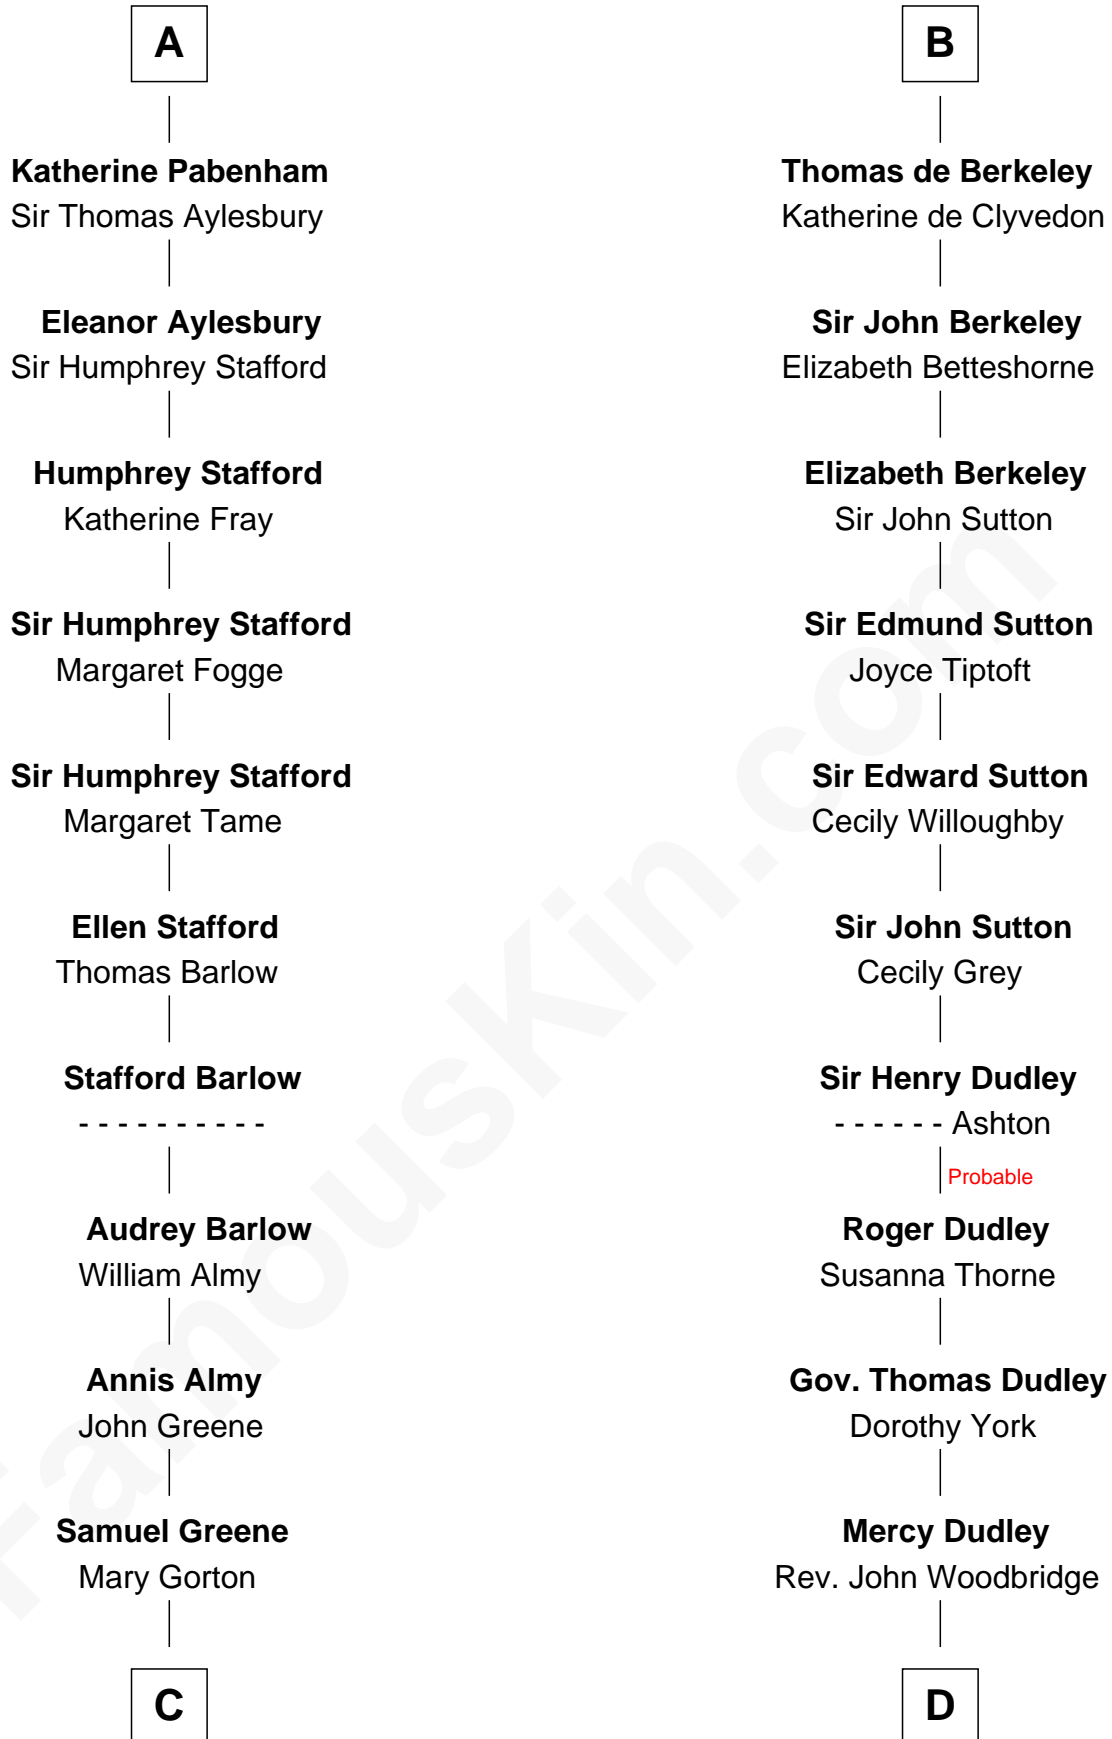 A
Katherine Pabenham
Sir Thomas Aylesbury
Eleanor Aylesbury
Sir Humphrey Stafford
Humphrey Stafford
Katherine Fray
Sir Humphrey Stafford
Margaret Fogge
Sir Humphrey Stafford
Margaret Tame
Ellen Stafford
Thomas Barlow
Stafford Barlow
- - - - - - - - - -
Audrey Barlow
William Almy
Annis Almy
John Greene
Samuel Greene
Mary Gorton
C
B
Thomas de Berkeley
Katherine de Clyvedon
Sir John Berkeley
Elizabeth Betteshorne
Elizabeth Berkeley
Sir John Sutton
Sir Edmund Sutton
Joyce Tiptoft
Sir Edward Sutton
Cecily Willoughby
Sir John Sutton
Cecily Grey
Sir Henry Dudley
- - - - - - Ashton
Probable
Roger Dudley
Susanna Thorne
Gov. Thomas Dudley
Dorothy York
Mercy Dudley
Rev. John Woodbridge
D
FamousKin.com